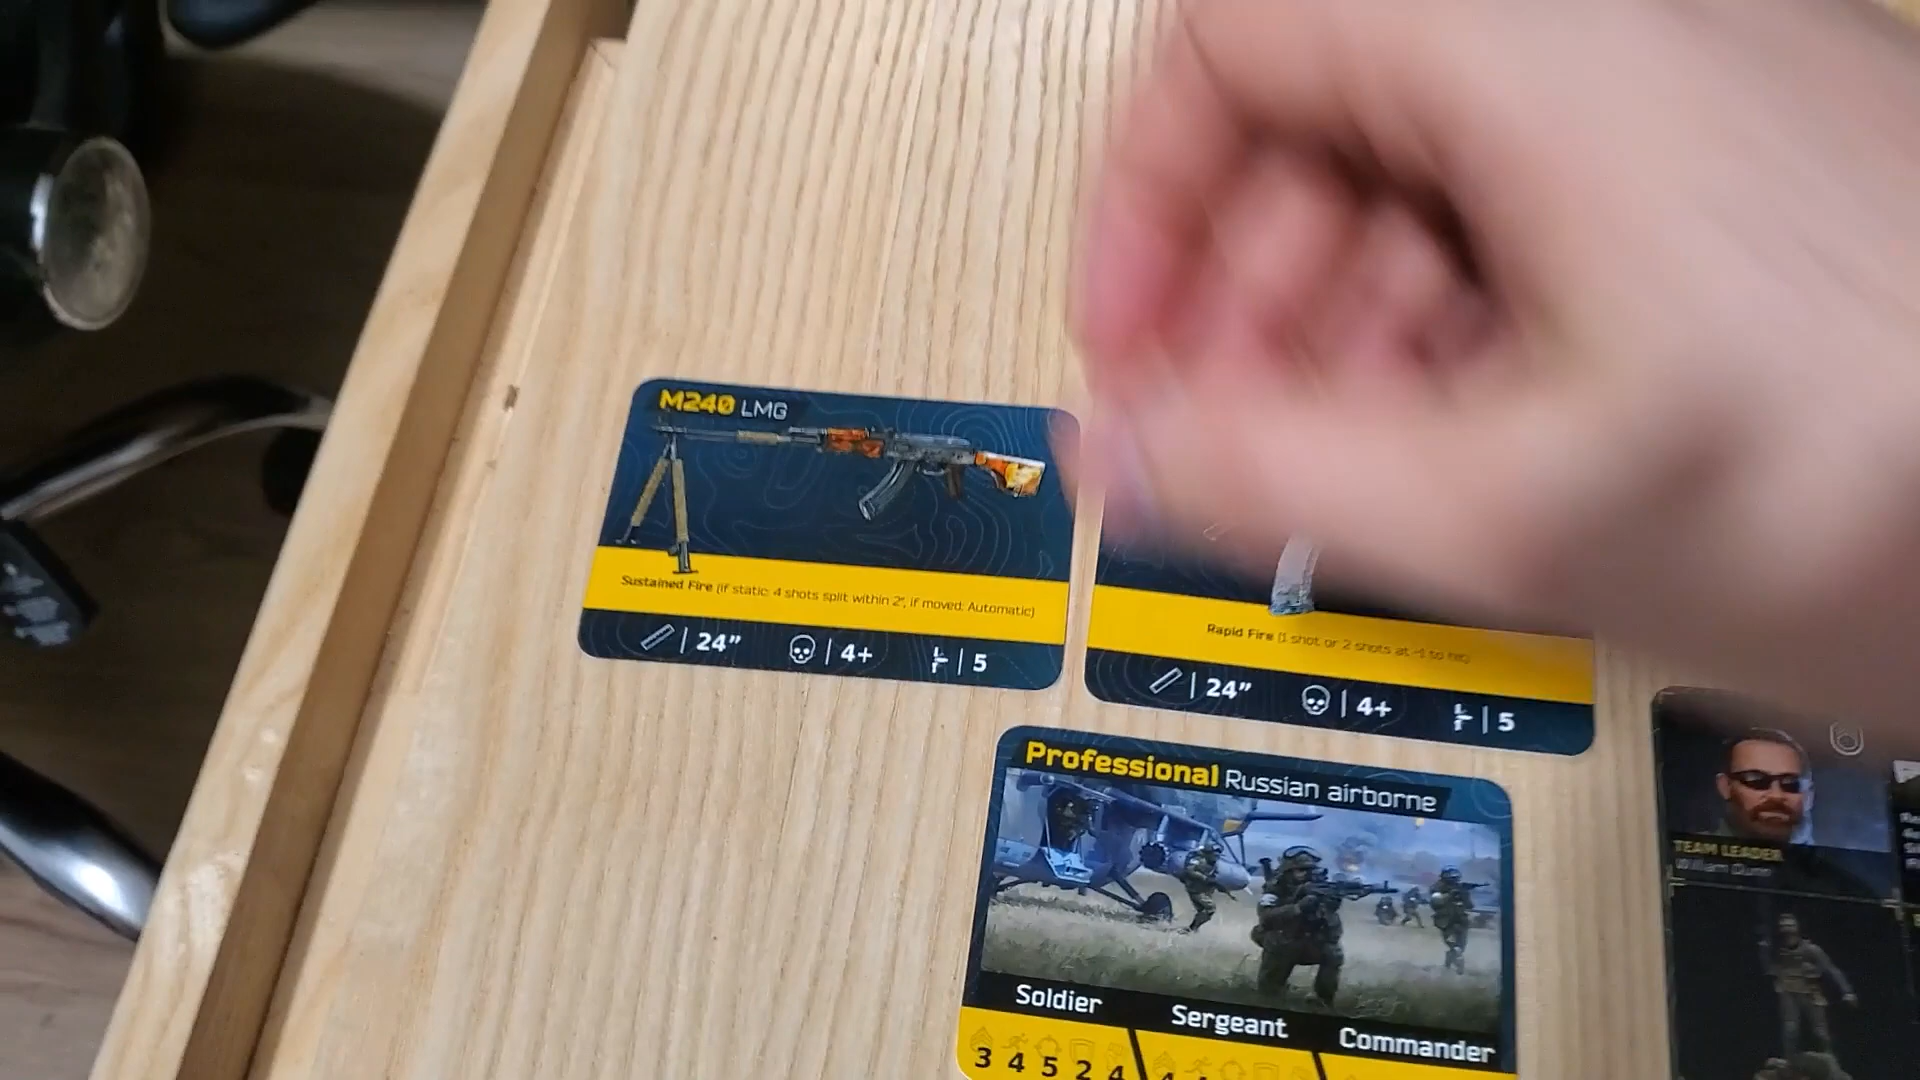 M240 LMG
Sustained Fire (if static: 4 shots split within 2", if moved: Automatic)
24" 4+ 5
Rapid Fire (1 shot or 2 shots at -1 to hit)
24" 4+ 5
Professional Russian airborne
Soldier Sergeant Commander
3 4 5 2 4
TEAM LEADER
William